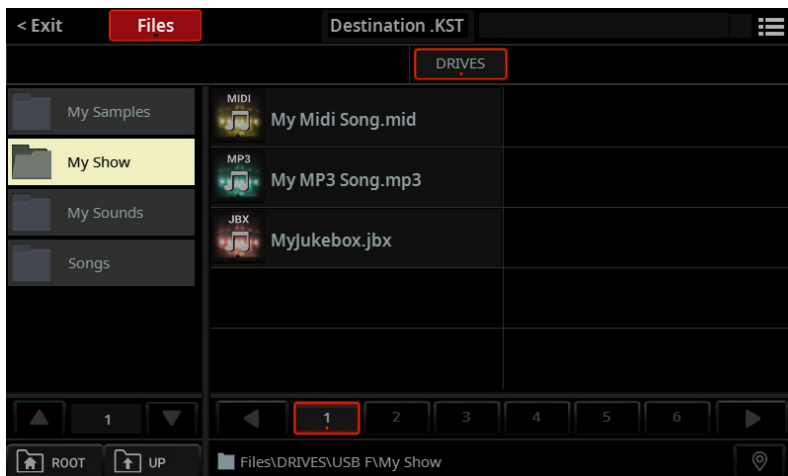 < Exit
Files
Destination .KST
DRIVES
My Samples
My Show
My Sounds
Songs
MIDI
My Midi Song.mid
MP3
My MP3 Song.mp3
JBX
MyJukebox.jbx
1
1 2 3 4 5 6
ROOT UP
Files\DRIVES\USB F\My Show